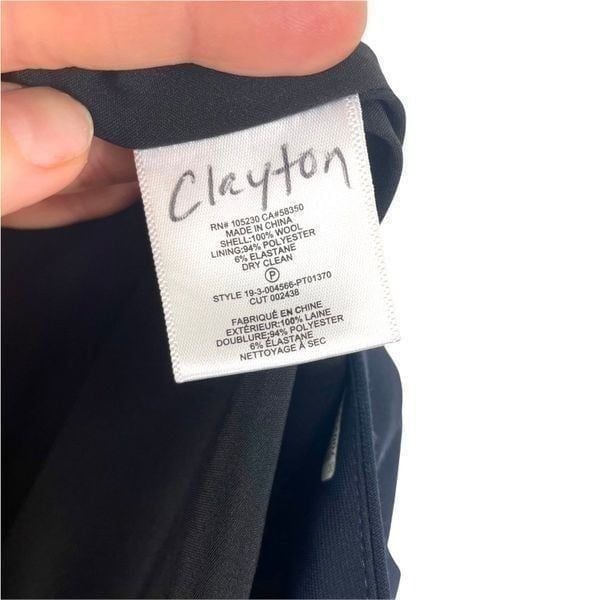 Clayton
RN# 105230 CA#58350
MADE IN CHINA
SHELL:100% WOOL
LINING:94% POLYESTER
6% ELASTANE
DRY CLEAN
P
STYLE 19-3-004566-PT01370
CUT 002438
FABRIQUÉ EN CHINE
EXTÉRIEUR:100% LAINE
DOUBLURE:94% POLYESTER
6% ÉLASTANE
NETTOYAGE À SEC